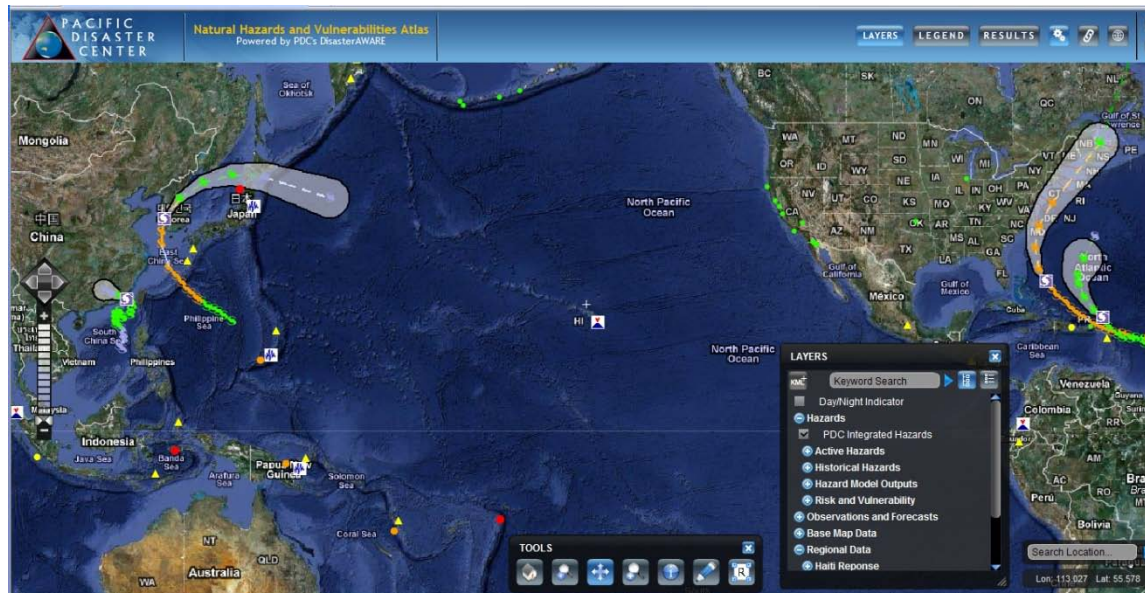 PACIFIC
DISASTER
CENTER
Natural Hazards and Vulnerabilities Atlas
Powered by PDC's DisasterAWARE
LAYERS LEGEND RESULTS
Sea of
Okhotsk
BC SK ON QC NL
Gulf of St
Lawrence
Mongolia
WA MT ND MN NB PE
OR ID WY SD WI MI VT ME NS
NE IA NY
NV UT CO IL IN OH PA CT RI
CA KS MO KY WV NJ
AZ NM OK AR TN VA DE MD
TX MS AL SC NC
LA GA
FL
日本
Japan
Korea
中国
China
East
China Sea
North Pacific
Ocean
North
Atlantic
Ocean
Gulf of
California
Gulf of
Mexico
México
Cuba
PR
Philippine
Sea
South
China Sea
HI
Vietnam Philippines
North Pacific
Ocean
Caribbean
Sea
Venezuela
Guyana
Colombia
RR
Malaysia
Indonesia
Java Sea
Banda
Sea
Arafura
Sea
Papua New
Guinea
Solomon
Sea
Coral Sea
NT
QLD
WA
Australia
AM
AC
RO
Perú
Bra
MT
Bolivia
LAYERS
KML
Keyword Search
Day/Night Indicator
Hazards
PDC Integrated Hazards
Active Hazards
Historical Hazards
Hazard Model Outputs
Risk and Vulnerability
Observations and Forecasts
Base Map Data
Regional Data
Haiti Reponse
TOOLS
R
Search Location...
Lon: 113.027 Lat: 55.578